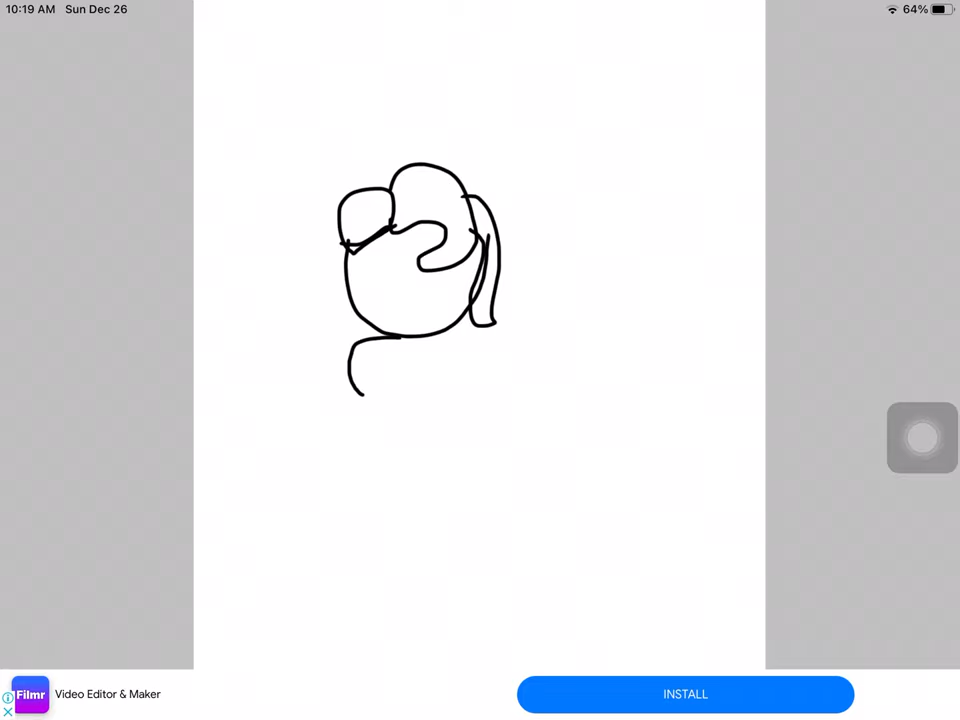 10:19 AM Sun Dec 26
64%
Filmr
Video Editor & Maker
INSTALL